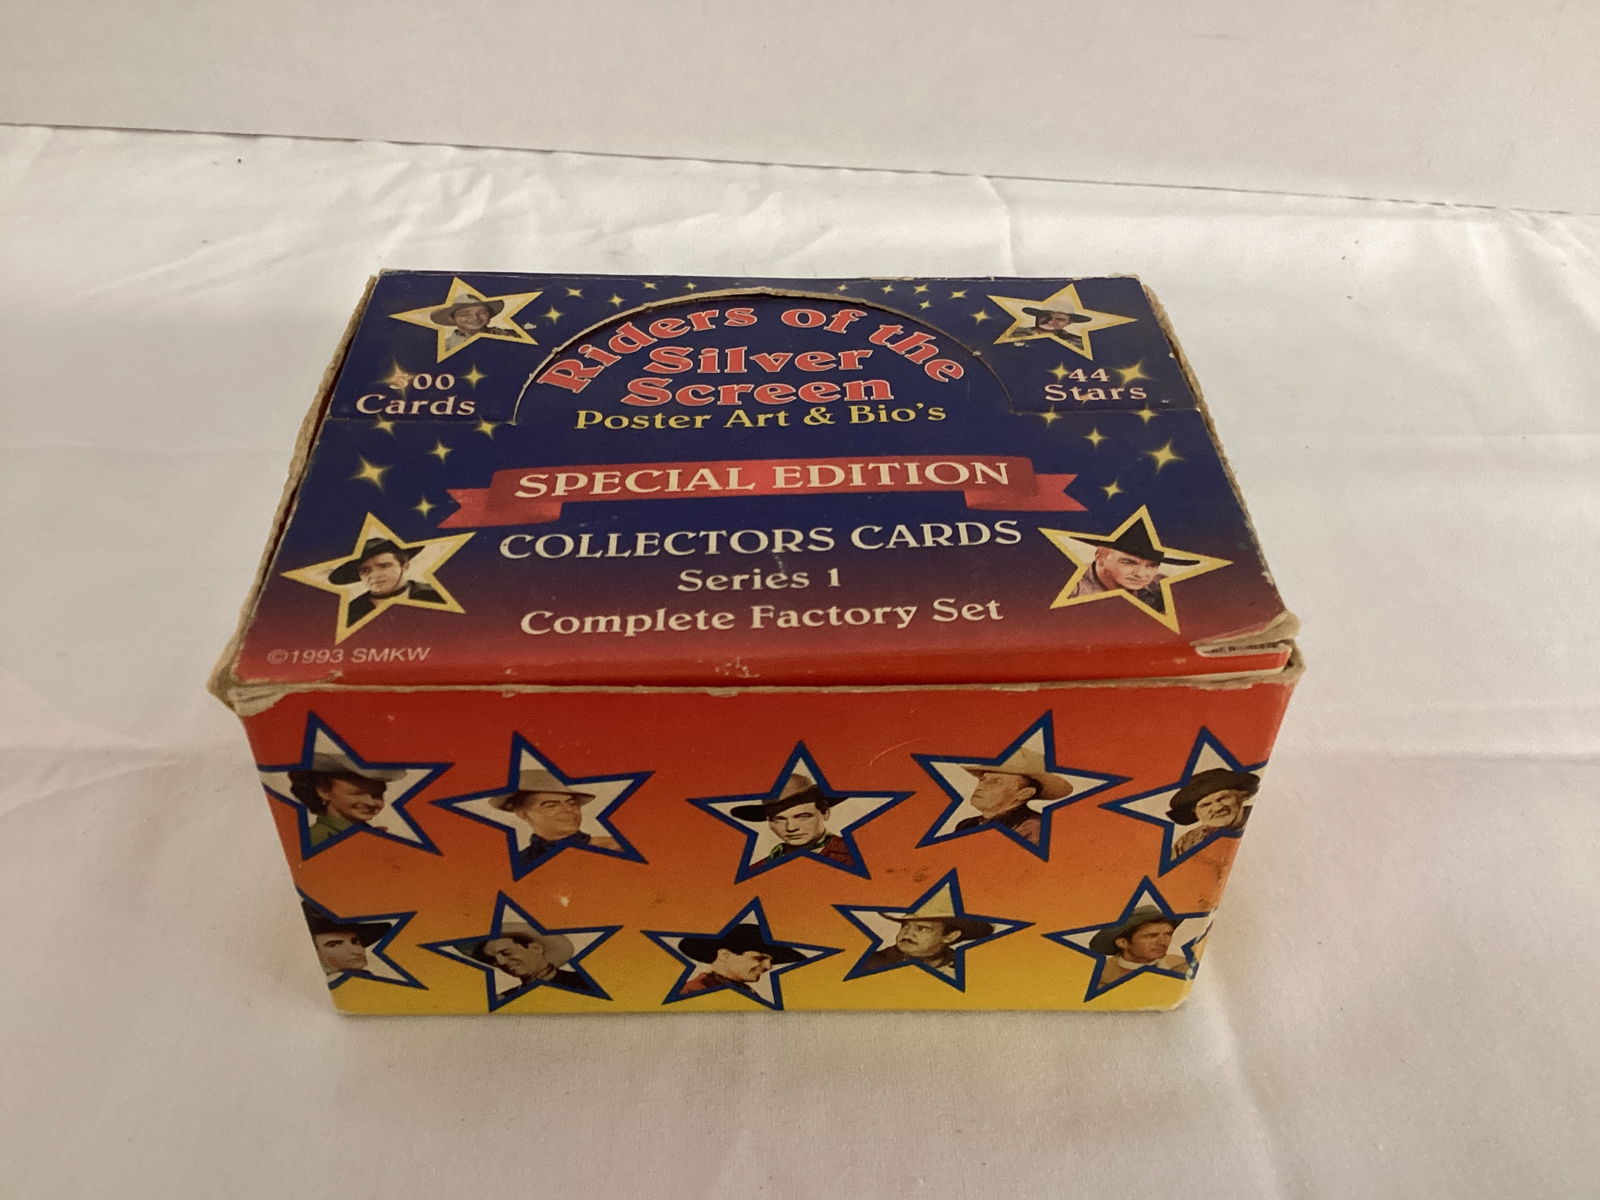 Riders of the
Silver
Screen
Poster Art & Bio's
300
Cards
44
Stars
SPECIAL EDITION
COLLECTORS CARDS
Series 1
Complete Factory Set
©1993 SMKW